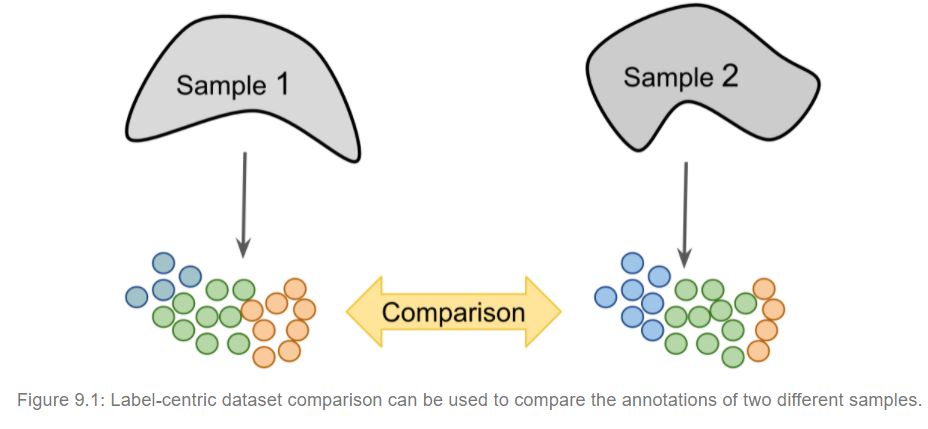 Sample 1
Sample 2
Comparison
Figure 9.1: Label-centric dataset comparison can be used to compare the annotations of two different samples.